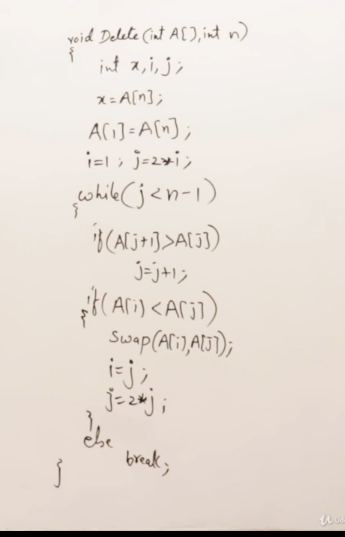 void Delete(int A[],int n)
{
int x,i,j;
x=A[n];
A[1]=A[n];
i=1; j=2*i;
while(j<n-1)
{
if(A[j+1]>A[j])
j=j+1;
if(A[i]<A[j])
{
swap(A[i],A[j]);
i=j;
j=2*j;
}
else
break;
}